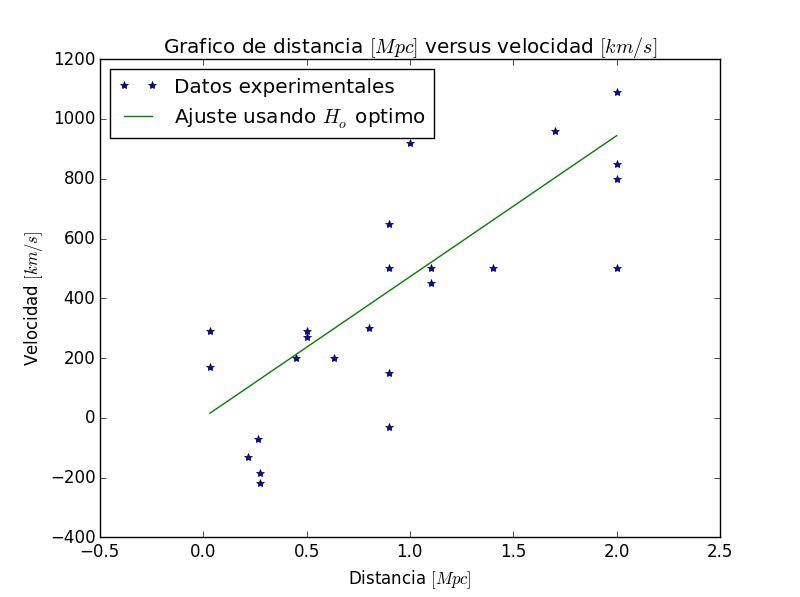 Grafico de distancia [Mpc] versus velocidad [km/s]
1200
1000
800
600
400
200
0
−200
−400
Velocidad [km/s]
Datos experimentales
Ajuste usando H_o optimo
−0.5 0.0 0.5 1.0 1.5 2.0 2.5
Distancia [Mpc]